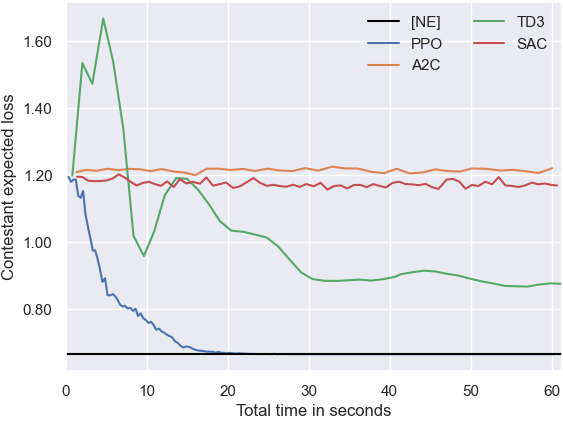 1.60
1.40
1.20
1.00
0.80
Contestant expected loss
[NE]
PPO
A2C
TD3
SAC
0 10 20 30 40 50 60
Total time in seconds